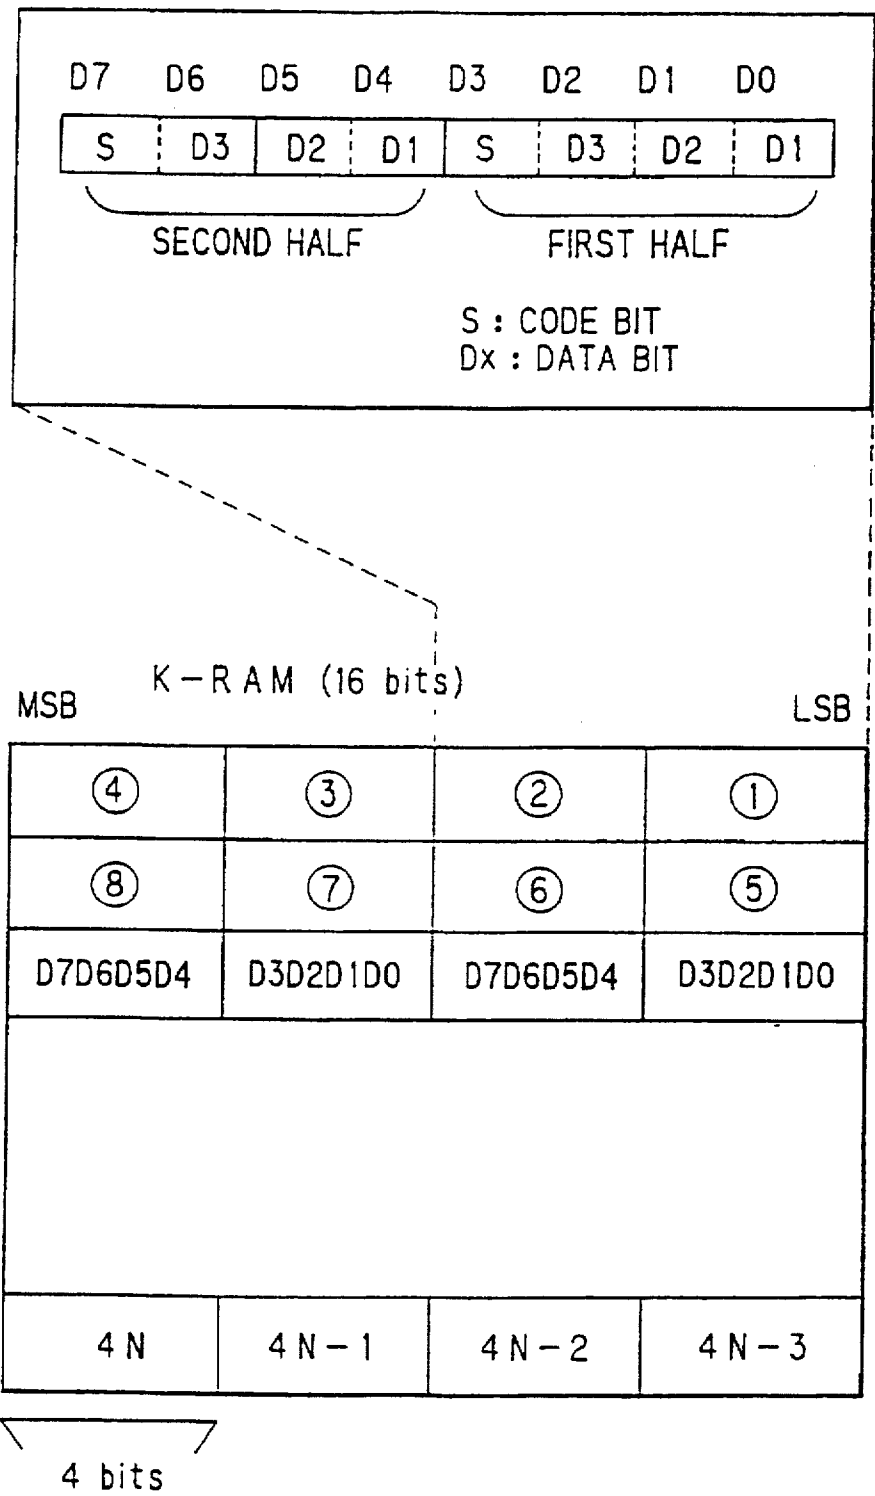 D7 D6 D5 D4 D3 D2 D1 D0
S D3 D2 D1 S D3 D2 D1
SECOND HALF FIRST HALF
S : CODE BIT
Dx : DATA BIT
K-RAM (16 bits)
MSB LSB
④ ③ ② ①
⑧ ⑦ ⑥ ⑤
D7D6D5D4 D3D2D1D0 D7D6D5D4 D3D2D1D0
4N 4N-1 4N-2 4N-3
4 bits